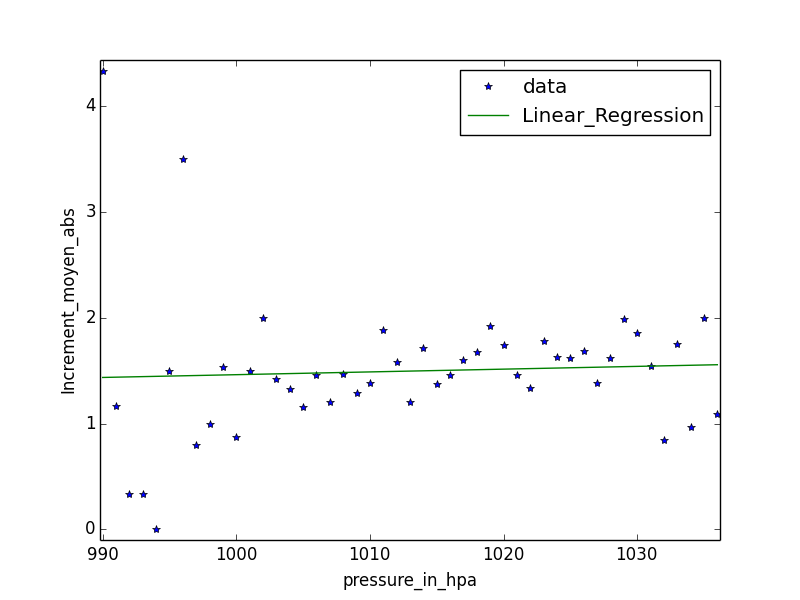 data
Linear_Regression
Increment_moyen_abs
4
3
2
1
0
990
1000
1010
1020
1030
pressure_in_hpa